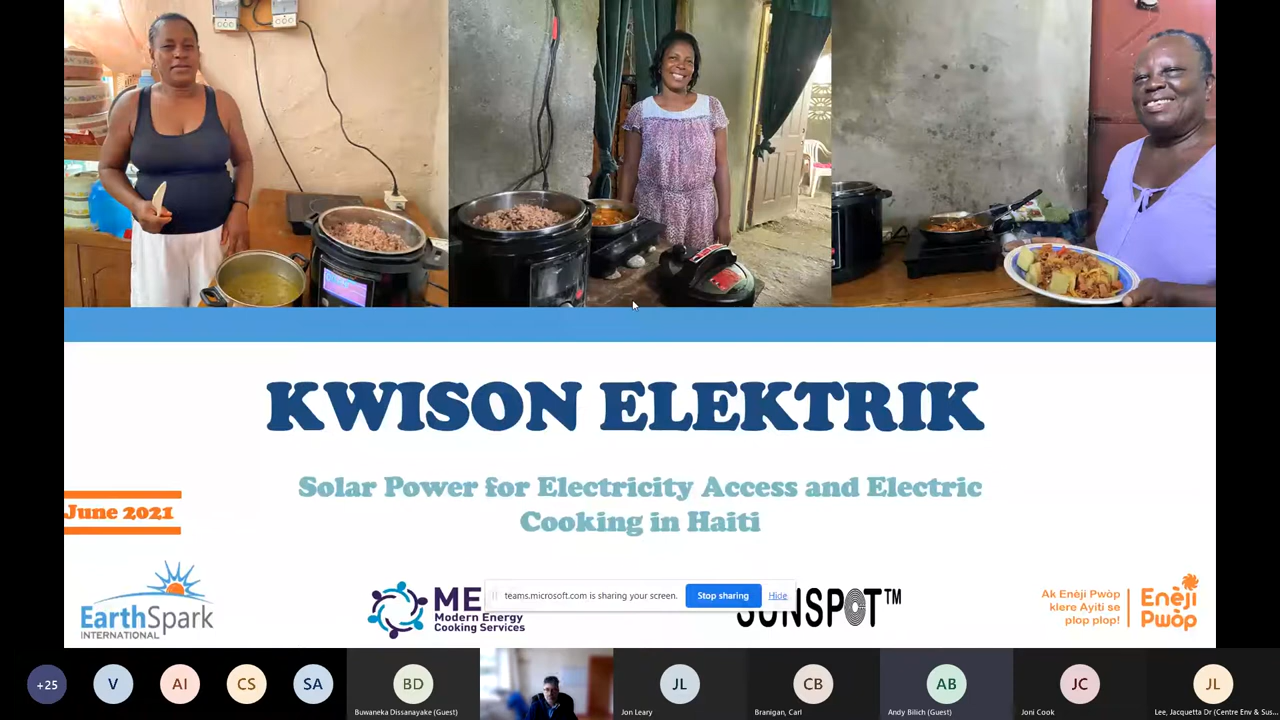 KWISON ELEKTRIK
Solar Power for Electricity Access and Electric
Cooking in Haiti
June 2021
EarthSpark
INTERNATIONAL
ME
Modern Energy
Cooking Services
teams.microsoft.com is sharing your screen.
Stop sharing
Hide
SUNSPOT™
Ak Enèji Pwòp
klere Ayiti se
plop plop!
Enèji
Pwòp
+25
V
AI
CS
SA
BD
Buwaneka Dissanayake (Guest)
JL
Jon Leary
CB
Branigan, Carl
AB
Andy Bilich (Guest)
JC
Joni Cook
JL
Lee, Jacquetta Dr (Centre Env & Sus...